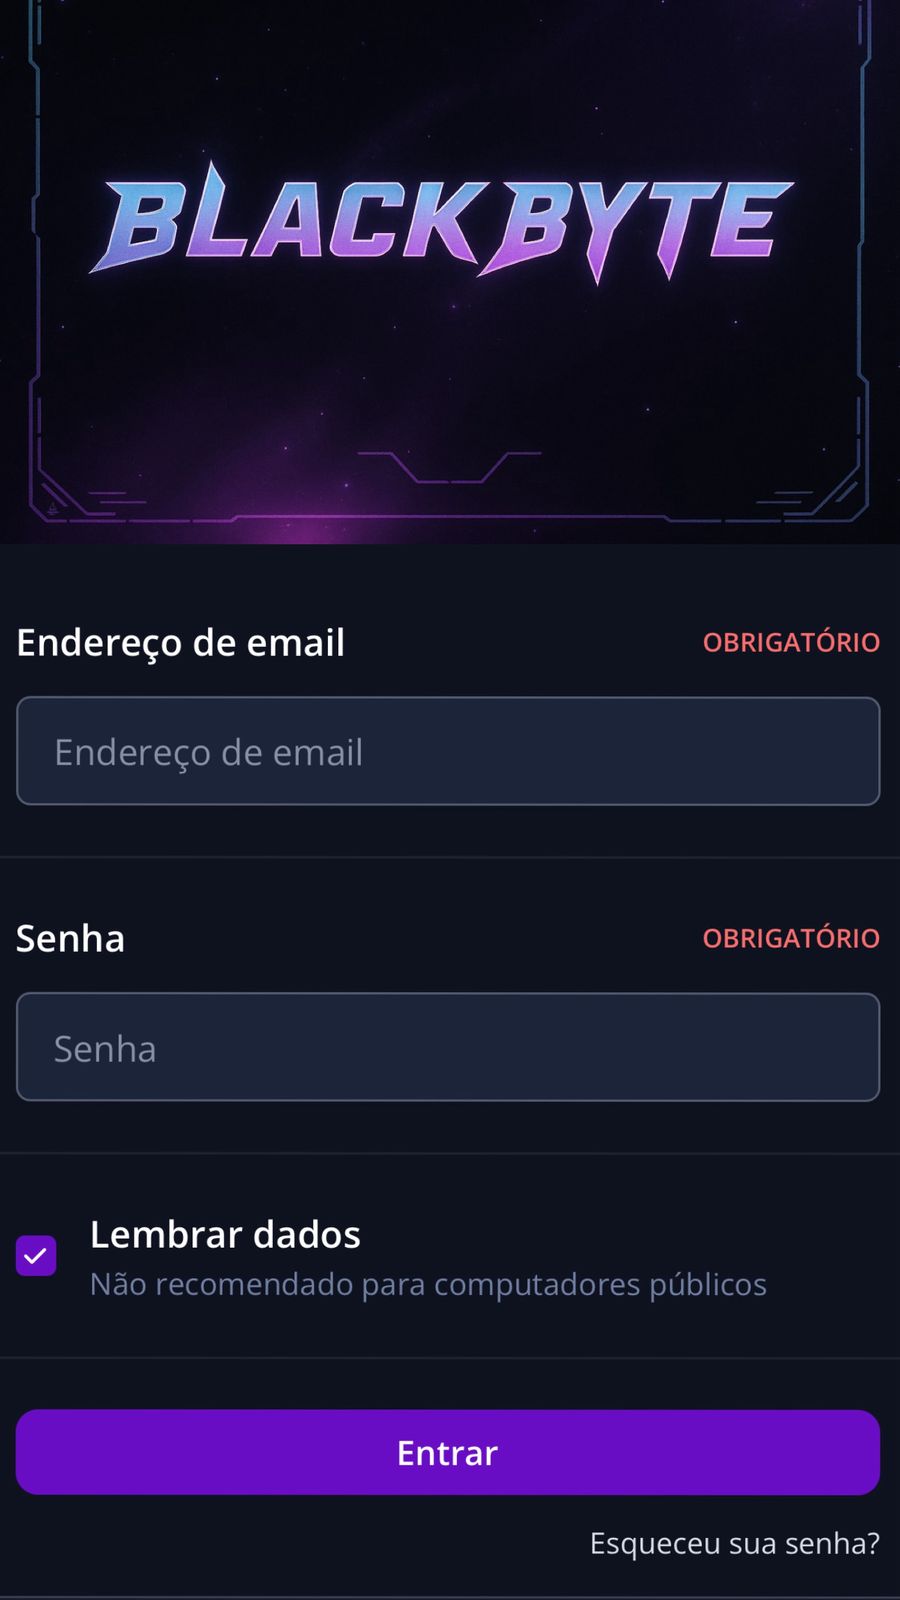 BLACKBYTE
Endereço de email
OBRIGATÓRIO
Endereço de email
Senha
OBRIGATÓRIO
Senha
Lembrar dados
Não recomendado para computadores públicos
Entrar
Esqueceu sua senha?